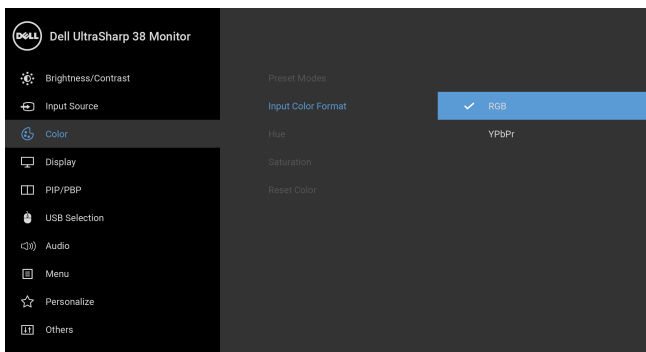 DELL Dell UltraSharp 38 Monitor
Brightness/Contrast
Input Source
Color
Display
PIP/PBP
USB Selection
Audio
Menu
Personalize
Others
Preset Modes
Input Color Format
Hue
Saturation
Reset Color
RGB
YPbPr